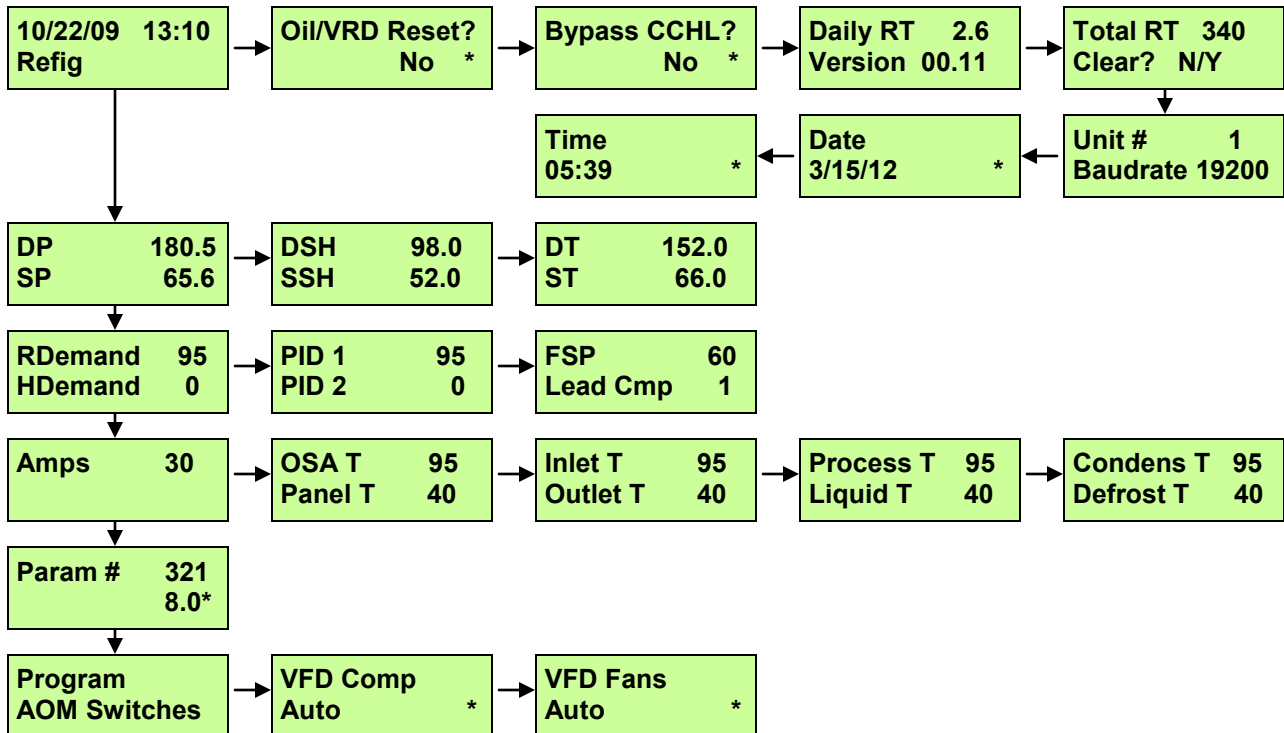 10/22/09 13:10
Refig
Oil/VRD Reset?
No *
Bypass CCHL?
No *
Daily RT 2.6
Version 00.11
Total RT 340
Clear? N/Y
Time
05:39 *
Date
3/15/12 *
Unit # 1
Baudrate 19200
DP 180.5
SP 65.6
DSH 98.0
SSH 52.0
DT 152.0
ST 66.0
RDemand 95
HDemand 0
PID 1 95
PID 2 0
FSP 60
Lead Cmp 1
Amps 30
OSA T 95
Panel T 40
Inlet T 95
Outlet T 40
Process T 95
Liquid T 40
Condens T 95
Defrost T 40
Param # 321
8.0*
Program
AOM Switches
VFD Comp
Auto *
VFD Fans
Auto *